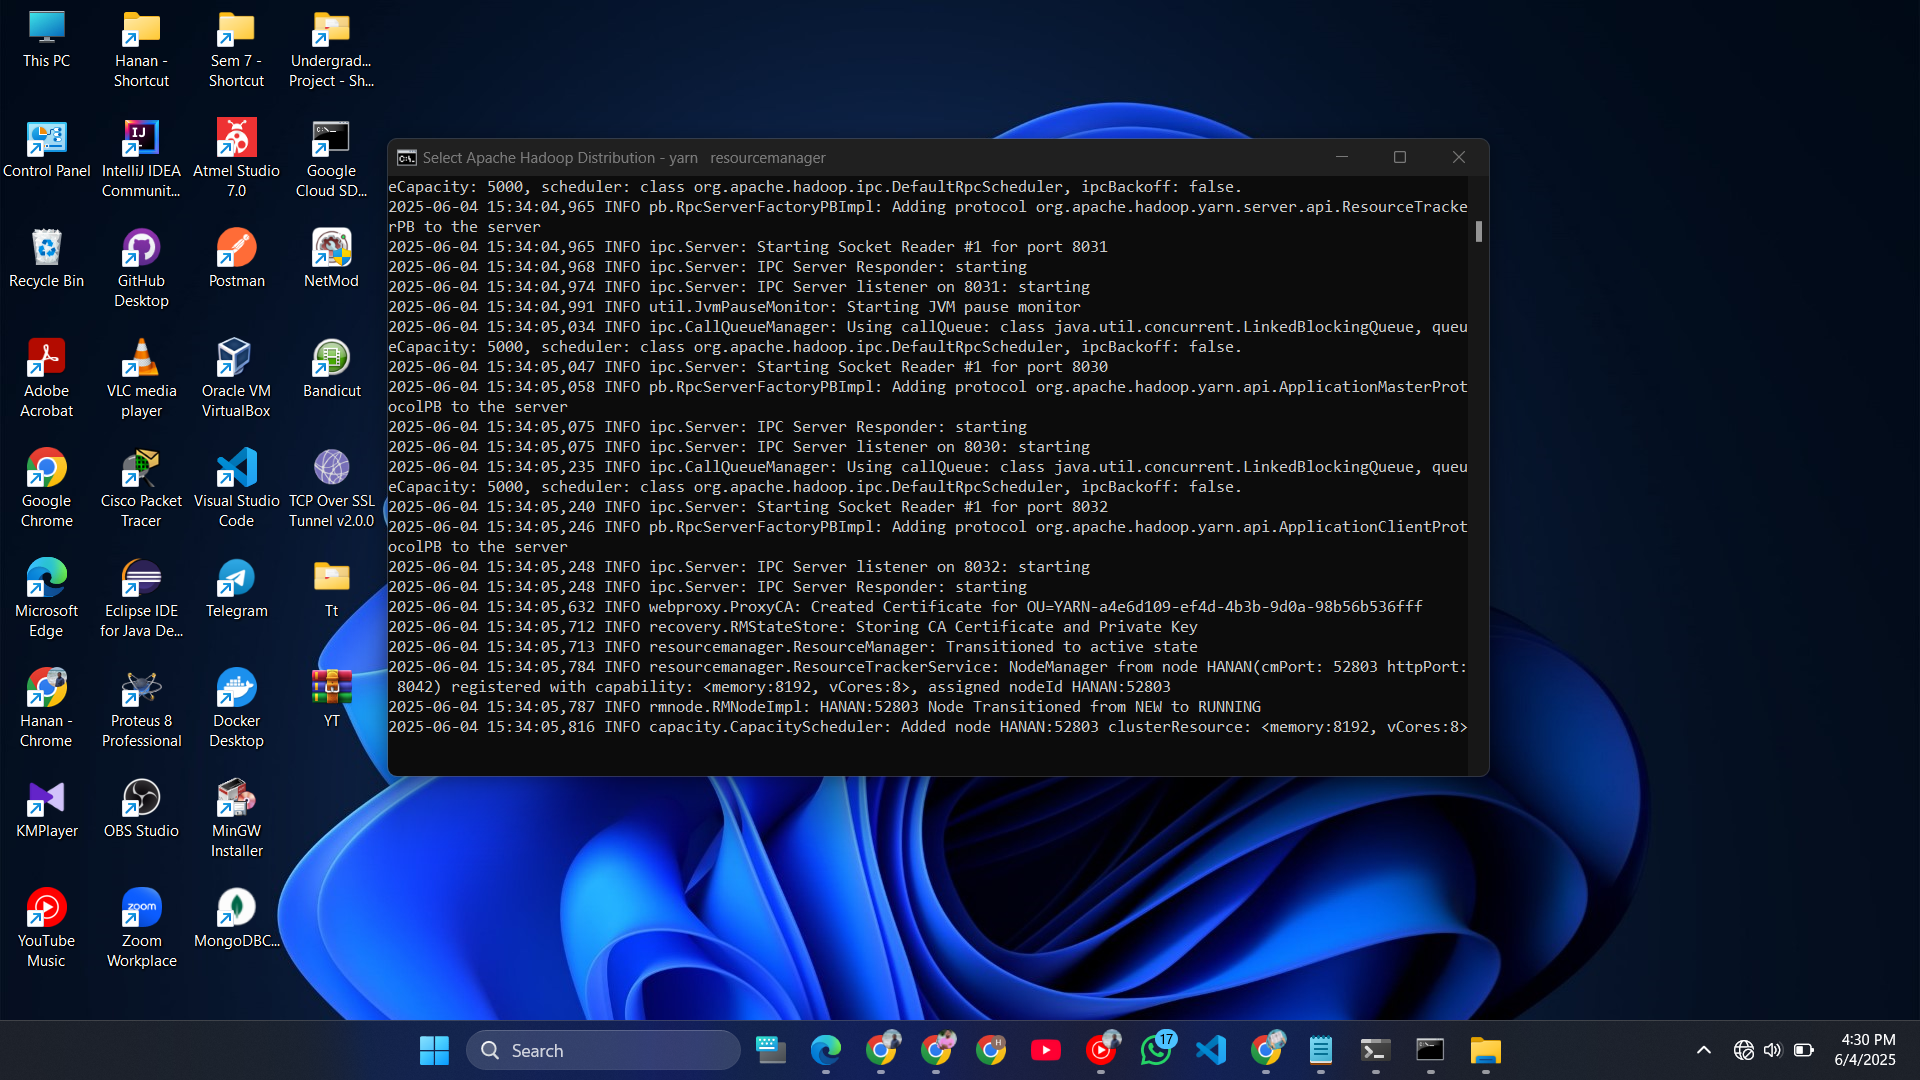 This PC
Hanan -
Shortcut
Sem 7 -
Shortcut
Undergrad...
Project - Sh...
Control Panel
IntelliJ IDEA
Communit...
Atmel Studio
7.0
Google
Cloud SD...
Recycle Bin
GitHub
Desktop
Postman
NetMod
Adobe
Acrobat
VLC media
player
Oracle VM
VirtualBox
Bandicut
Google
Chrome
Cisco Packet
Tracer
Visual Studio
Code
TCP Over SSL
Tunnel v2.0.0
Microsoft
Edge
Eclipse IDE
for Java De...
Telegram
Tt
Hanan -
Chrome
Proteus 8
Professional
Docker
Desktop
YT
KMPlayer
OBS Studio
MinGW
Installer
YouTube
Music
zoom
Zoom
Workplace
MongoDBC...
Select Apache Hadoop Distribution - yarn   resourcemanager
eCapacity: 5000, scheduler: class org.apache.hadoop.ipc.DefaultRpcScheduler, ipcBackoff: false.
2025-06-04 15:34:04,965 INFO pb.RpcServerFactoryPBImpl: Adding protocol org.apache.hadoop.yarn.server.api.ResourceTracke
rPB to the server
2025-06-04 15:34:04,965 INFO ipc.Server: Starting Socket Reader #1 for port 8031
2025-06-04 15:34:04,968 INFO ipc.Server: IPC Server Responder: starting
2025-06-04 15:34:04,974 INFO ipc.Server: IPC Server listener on 8031: starting
2025-06-04 15:34:04,991 INFO util.JvmPauseMonitor: Starting JVM pause monitor
2025-06-04 15:34:05,034 INFO ipc.CallQueueManager: Using callQueue: class java.util.concurrent.LinkedBlockingQueue, queu
eCapacity: 5000, scheduler: class org.apache.hadoop.ipc.DefaultRpcScheduler, ipcBackoff: false.
2025-06-04 15:34:05,047 INFO ipc.Server: Starting Socket Reader #1 for port 8030
2025-06-04 15:34:05,058 INFO pb.RpcServerFactoryPBImpl: Adding protocol org.apache.hadoop.yarn.api.ApplicationMasterProt
ocolPB to the server
2025-06-04 15:34:05,075 INFO ipc.Server: IPC Server Responder: starting
2025-06-04 15:34:05,075 INFO ipc.Server: IPC Server listener on 8030: starting
2025-06-04 15:34:05,235 INFO ipc.CallQueueManager: Using callQueue: class java.util.concurrent.LinkedBlockingQueue, queu
eCapacity: 5000, scheduler: class org.apache.hadoop.ipc.DefaultRpcScheduler, ipcBackoff: false.
2025-06-04 15:34:05,240 INFO ipc.Server: Starting Socket Reader #1 for port 8032
2025-06-04 15:34:05,246 INFO pb.RpcServerFactoryPBImpl: Adding protocol org.apache.hadoop.yarn.api.ApplicationClientProt
ocolPB to the server
2025-06-04 15:34:05,248 INFO ipc.Server: IPC Server listener on 8032: starting
2025-06-04 15:34:05,248 INFO ipc.Server: IPC Server Responder: starting
2025-06-04 15:34:05,632 INFO webproxy.ProxyCA: Created Certificate for OU=YARN-a4e6d109-ef4d-4b3b-9d0a-98b56b536fff
2025-06-04 15:34:05,712 INFO recovery.RMStateStore: Storing CA Certificate and Private Key
2025-06-04 15:34:05,713 INFO resourcemanager.ResourceManager: Transitioned to active state
2025-06-04 15:34:05,784 INFO resourcemanager.ResourceTrackerService: NodeManager from node HANAN(cmPort: 52803 httpPort:
 8042) registered with capability: <memory:8192, vCores:8>, assigned nodeId HANAN:52803
2025-06-04 15:34:05,787 INFO rmnode.RMNodeImpl: HANAN:52803 Node Transitioned from NEW to RUNNING
2025-06-04 15:34:05,816 INFO capacity.CapacityScheduler: Added node HANAN:52803 clusterResource: <memory:8192, vCores:8>
Search
17
4:30 PM
6/4/2025